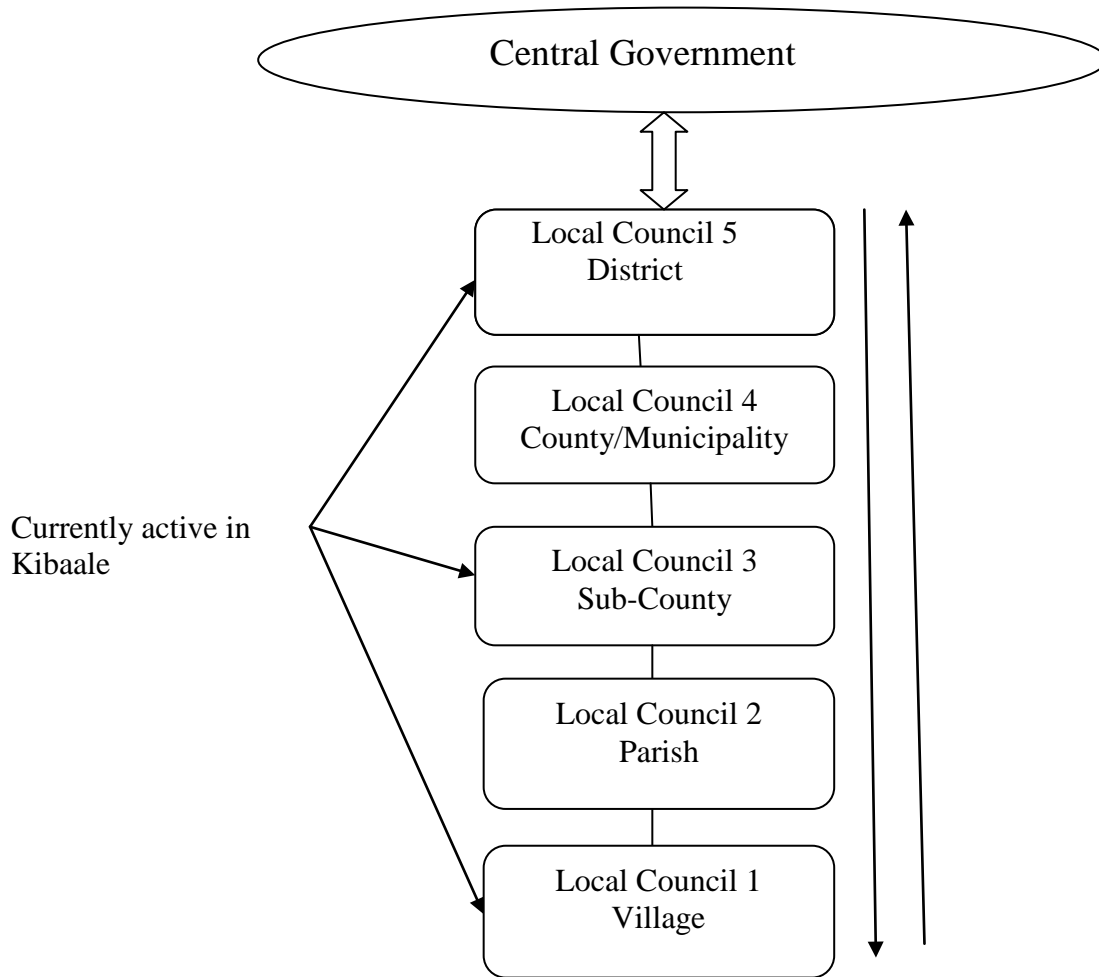 Central Government
Local Council 5
District
Local Council 4
County/Municipality
Currently active in
Kibaale
Local Council 3
Sub-County
Local Council 2
Parish
Local Council 1
Village